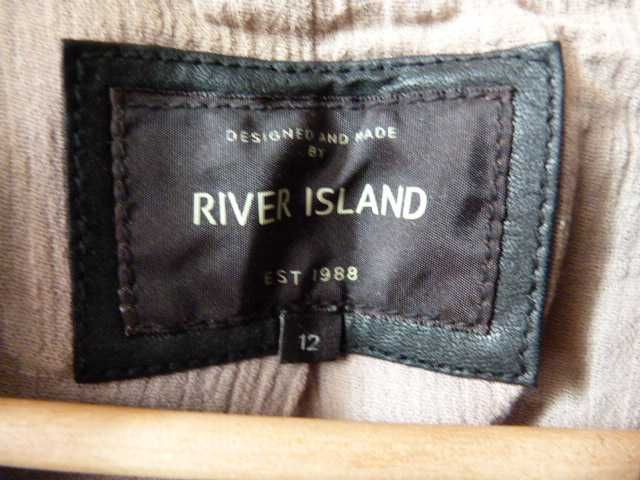 DESIGNED AND MADE
BY
RIVER ISLAND
EST 1988
12